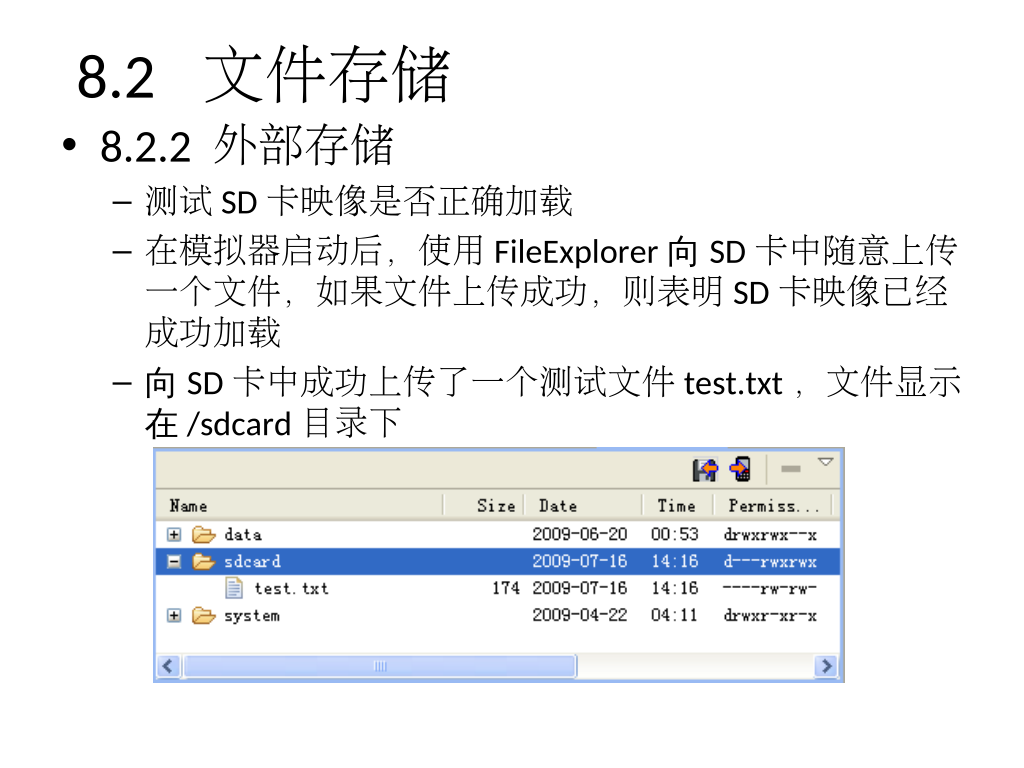 8.2 文件存储
• 8.2.2 外部存储
– 测试 SD 卡映像是否正确加载
– 在模拟器启动后，使用 FileExplorer 向 SD 卡中随意上传
一个文件，如果文件上传成功，则表明 SD 卡映像已经
成功加载
– 向 SD 卡中成功上传了一个测试文件 test.txt ，文件显示
在 /sdcard 目录下
Name Size Date Time Permiss...
data 2009-06-20 00:53 drwxrwx--x
sdcard 2009-07-16 14:16 d---rwxrwx
test.txt 174 2009-07-16 14:16 ----rw-rw-
system 2009-04-22 04:11 drwxr-xr-x